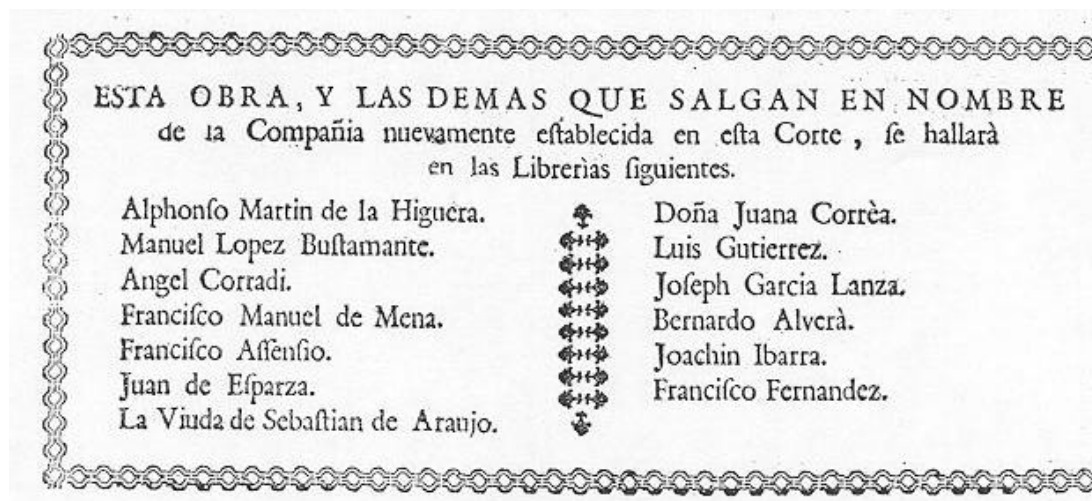 ESTA OBRA, Y LAS DEMAS QUE SALGAN EN NOMBRE
de la Compañia nuevamente eſtablecida en eſta Corte, ſe hallarà
en las Librerìas ſiguientes.
Alphonſo Martin de la Higuera.
Manuel Lopez Buſtamante.
Angel Corradi.
Franciſco Manuel de Mena.
Franciſco Aſſenſio.
Juan de Eſparza.
La Viuda de Sebaſtian de Araujo.
Doña Juana Corrèa.
Luis Gutierrez.
Joſeph Garcia Lanza.
Bernardo Alverà.
Joachin Ibarra.
Franciſco Fernandez.